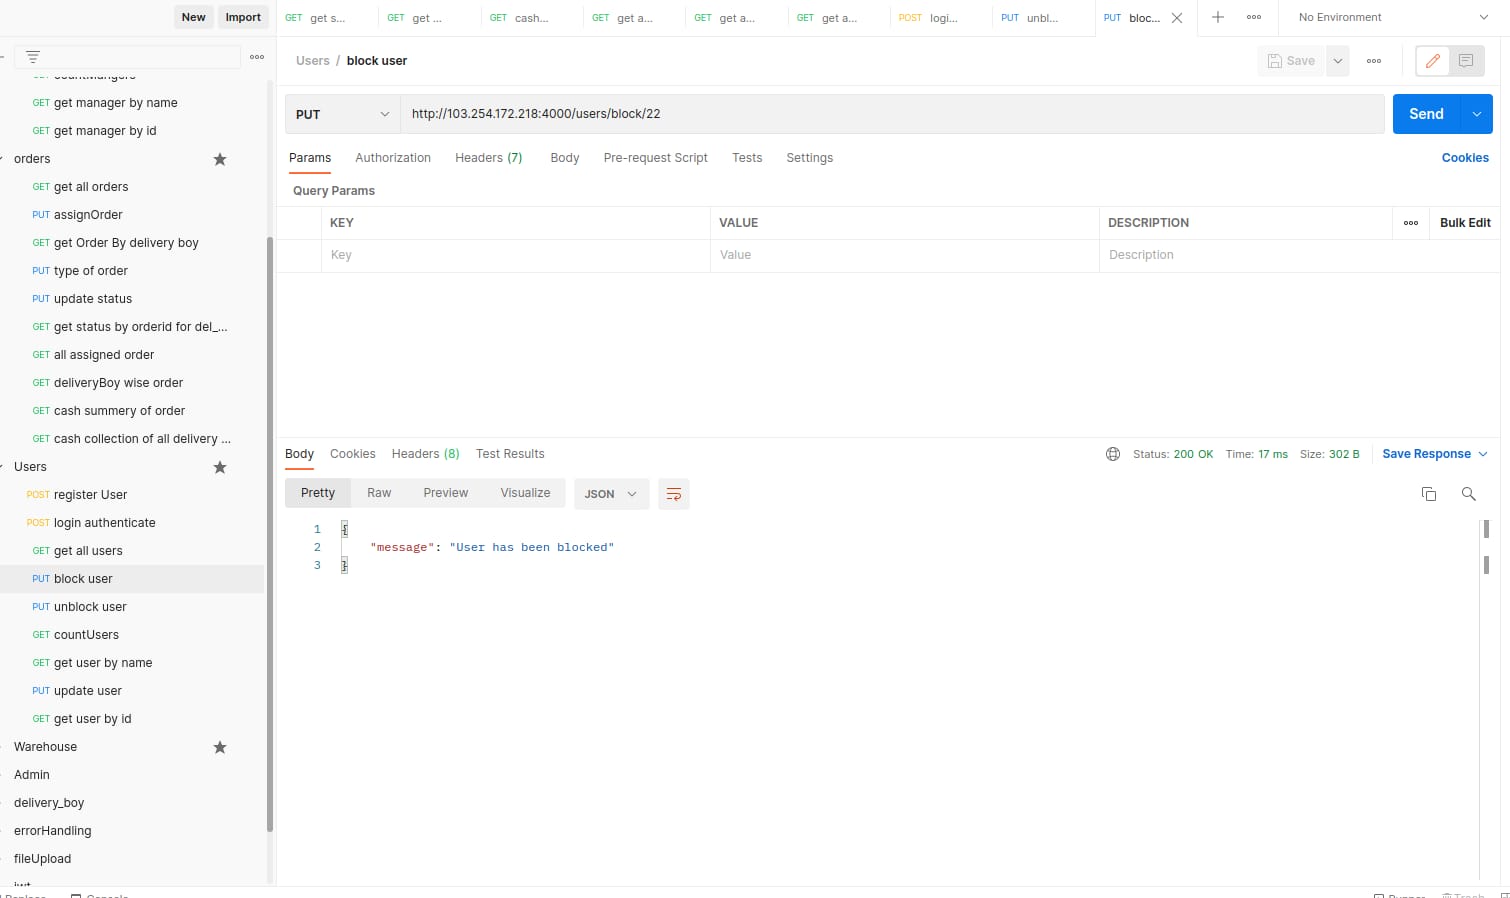 New Import
GET get s...
GET get ...
GET cash...
GET get a...
GET get a...
GET get a...
POST logi...
PUT unbl...
PUT bloc...
No Environment
Users / block user
Save
PUT http://103.254.172.218:4000/users/block/22
Send
Params Authorization Headers (7) Body Pre-request Script Tests Settings Cookies
Query Params
KEY VALUE DESCRIPTION Bulk Edit
Key Value Description
GET get manager by name
GET get manager by id
orders
GET get all orders
PUT assignOrder
GET get Order By delivery boy
PUT type of order
PUT update status
GET get status by orderid for del_...
GET all assigned order
GET deliveryBoy wise order
GET cash summery of order
GET cash collection of all delivery ...
Users
POST register User
POST login authenticate
GET get all users
PUT block user
PUT unblock user
GET countUsers
GET get user by name
PUT update user
GET get user by id
Warehouse
Admin
delivery_boy
errorHandling
fileUpload
Body Cookies Headers (8) Test Results
Status: 200 OK Time: 17 ms Size: 302 B Save Response
Pretty Raw Preview Visualize JSON
1 {
2 "message": "User has been blocked"
3 }